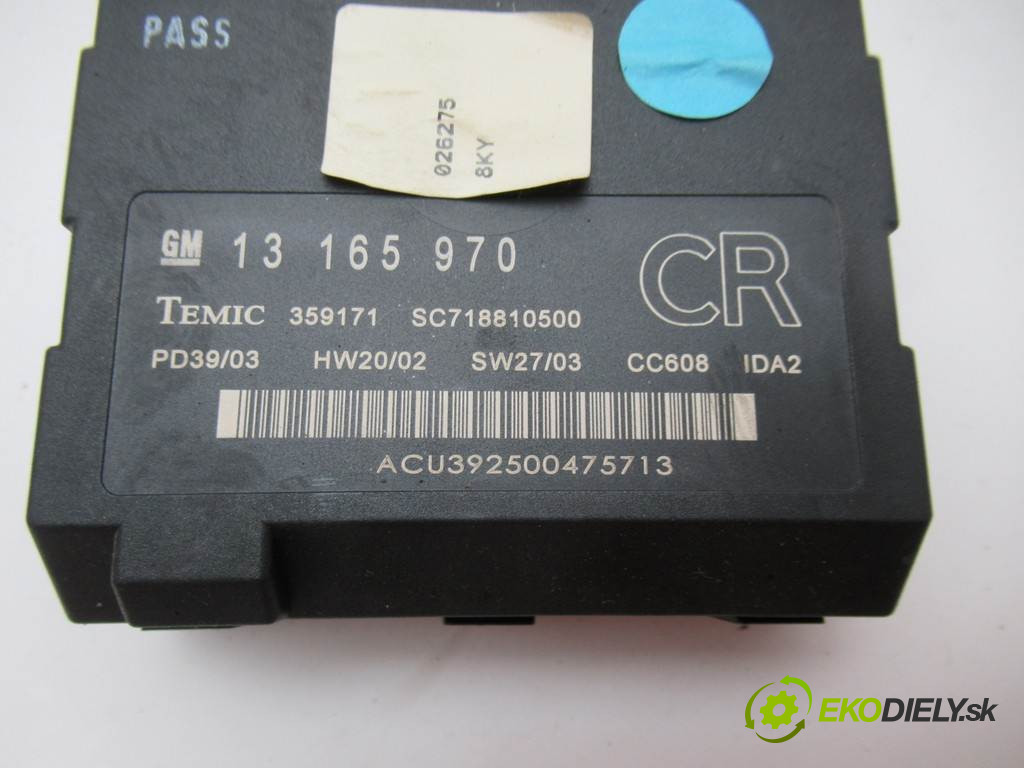 PASS
026275
8KY
GM 13 165 970 CR
TEMIC 359171 SC718810500
PD39/03 HW20/02 SW27/03 CC608 IDA2
ACU392500475713
EKODIELY.sk